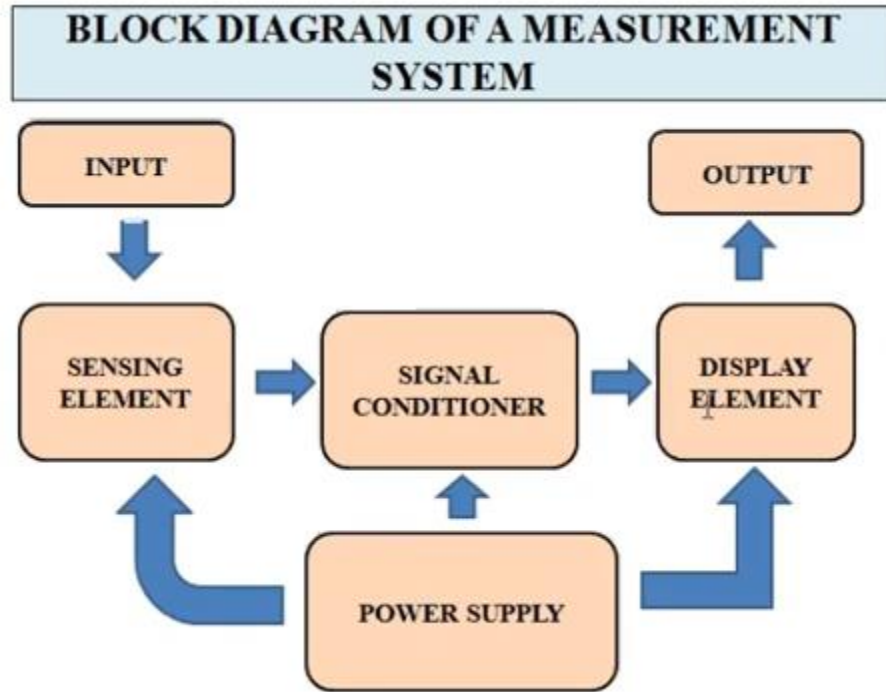 BLOCK DIAGRAM OF A MEASUREMENT
SYSTEM
INPUT
OUTPUT
SENSING
ELEMENT
SIGNAL
CONDITIONER
DISPLAY
ELEMENT
POWER SUPPLY